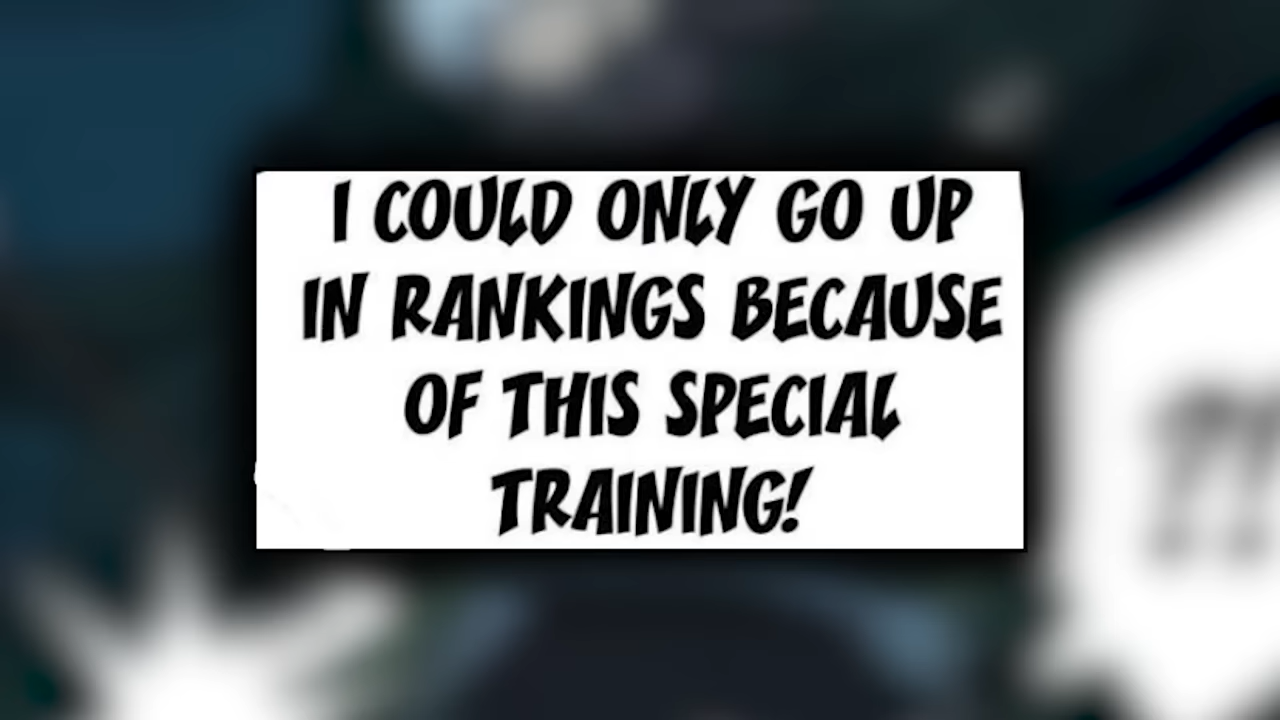 I COULD ONLY GO UP
IN RANKINGS BECAUSE
OF THIS SPECIAL
TRAINING!